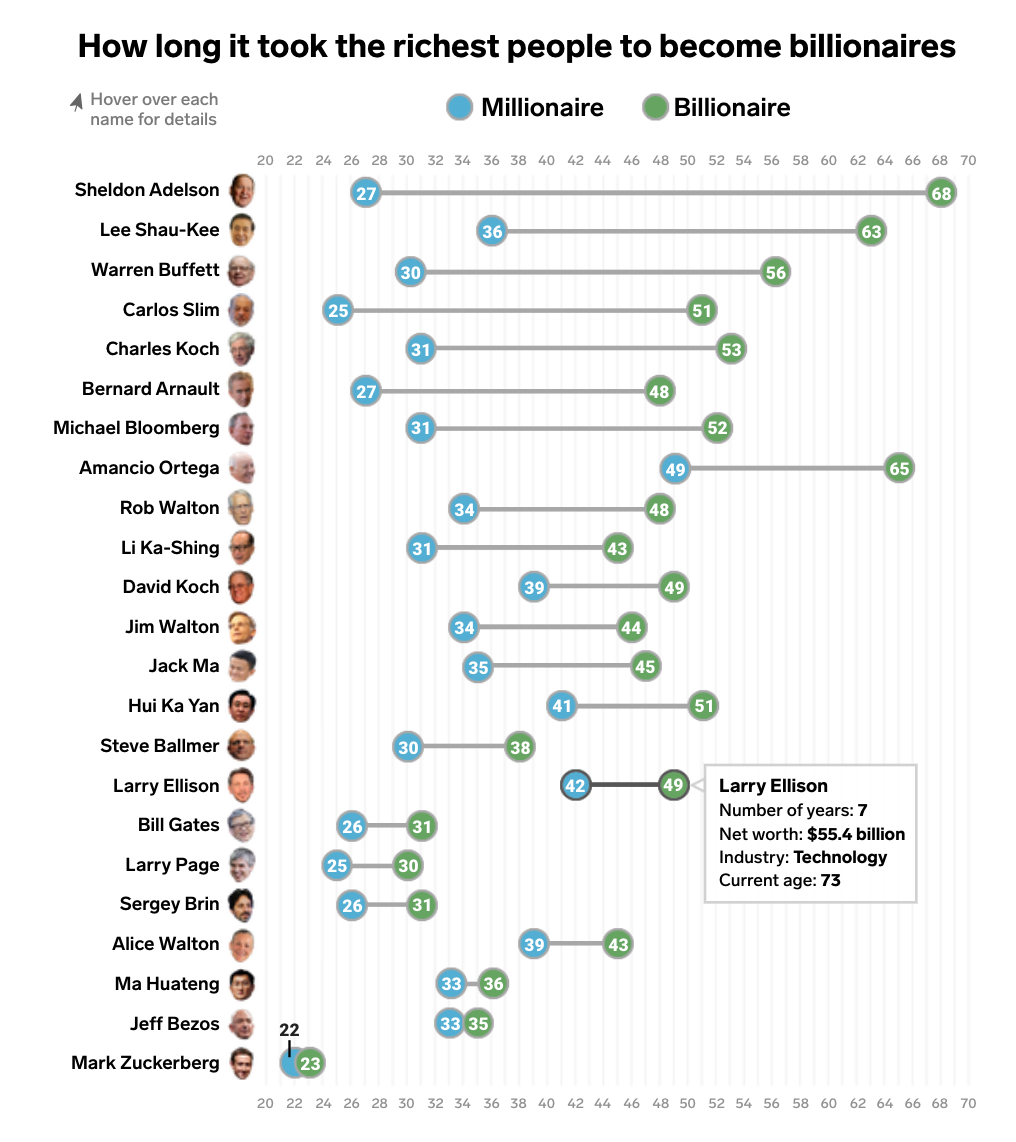 How long it took the richest people to become billionaires
Hover over each
name for details
Millionaire
Billionaire
20 22 24 26 28 30 32 34 36 38 40 42 44 46 48 50 52 54 56 58 60 62 64 66 68 70
Sheldon Adelson 27 68
Lee Shau-Kee 36 63
Warren Buffett 30 56
Carlos Slim 25 51
Charles Koch 31 53
Bernard Arnault 27 48
Michael Bloomberg 31 52
Amancio Ortega 49 65
Rob Walton 34 48
Li Ka-Shing 31 43
David Koch 39 49
Jim Walton 34 44
Jack Ma 35 45
Hui Ka Yan 41 51
Steve Ballmer 30 38
Larry Ellison 42 49
Larry Ellison
Number of years: 7
Net worth: $55.4 billion
Industry: Technology
Current age: 73
Bill Gates 26 31
Larry Page 25 30
Sergey Brin 26 31
Alice Walton 39 43
Ma Huateng 33 36
Jeff Bezos 33 35
22
Mark Zuckerberg 23
20 22 24 26 28 30 32 34 36 38 40 42 44 46 48 50 52 54 56 58 60 62 64 66 68 70